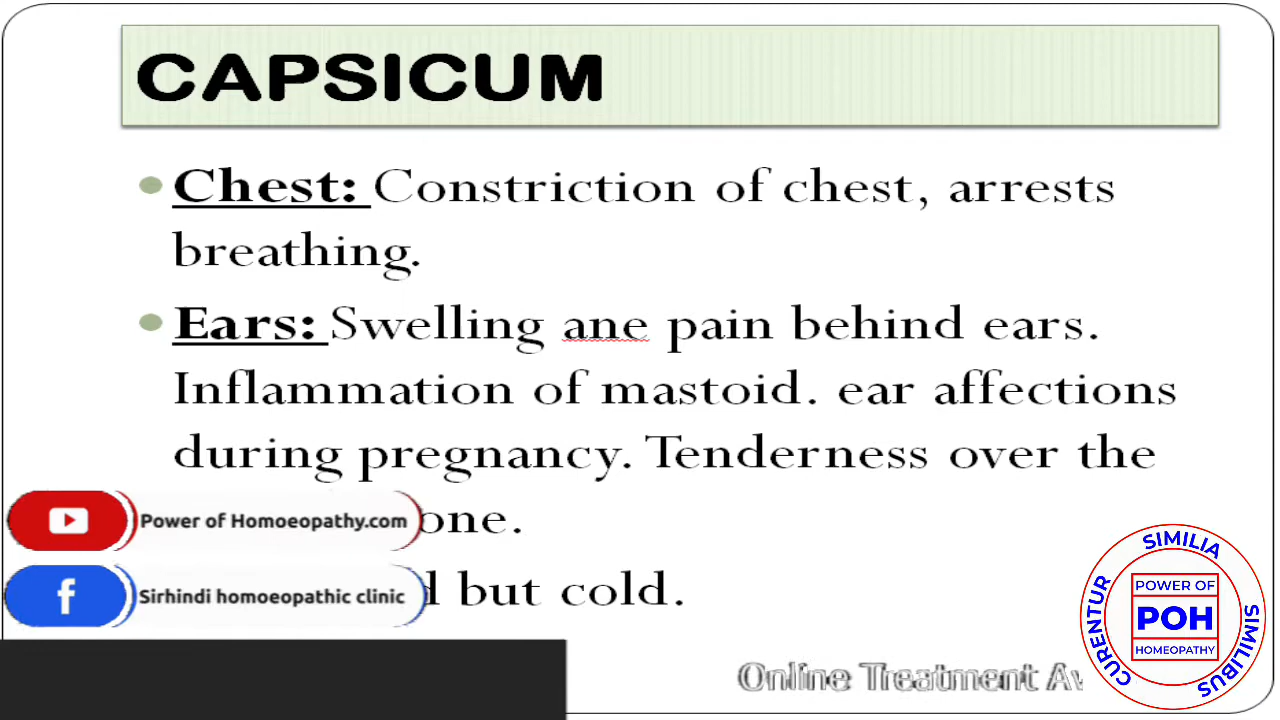 CAPSICUM
Chest: Constriction of chest, arrests
breathing.
Ears: Swelling ane pain behind ears.
Inflammation of mastoid. ear affections
during pregnancy. Tenderness over the
one.
but cold.
Power of Homoeopathy.com
Sirhindi homoeopathic clinic
Online Treatment Av
SIMILIA
SIMILIBUS
CURENTUR
POWER OF
POH
HOMEOPATHY